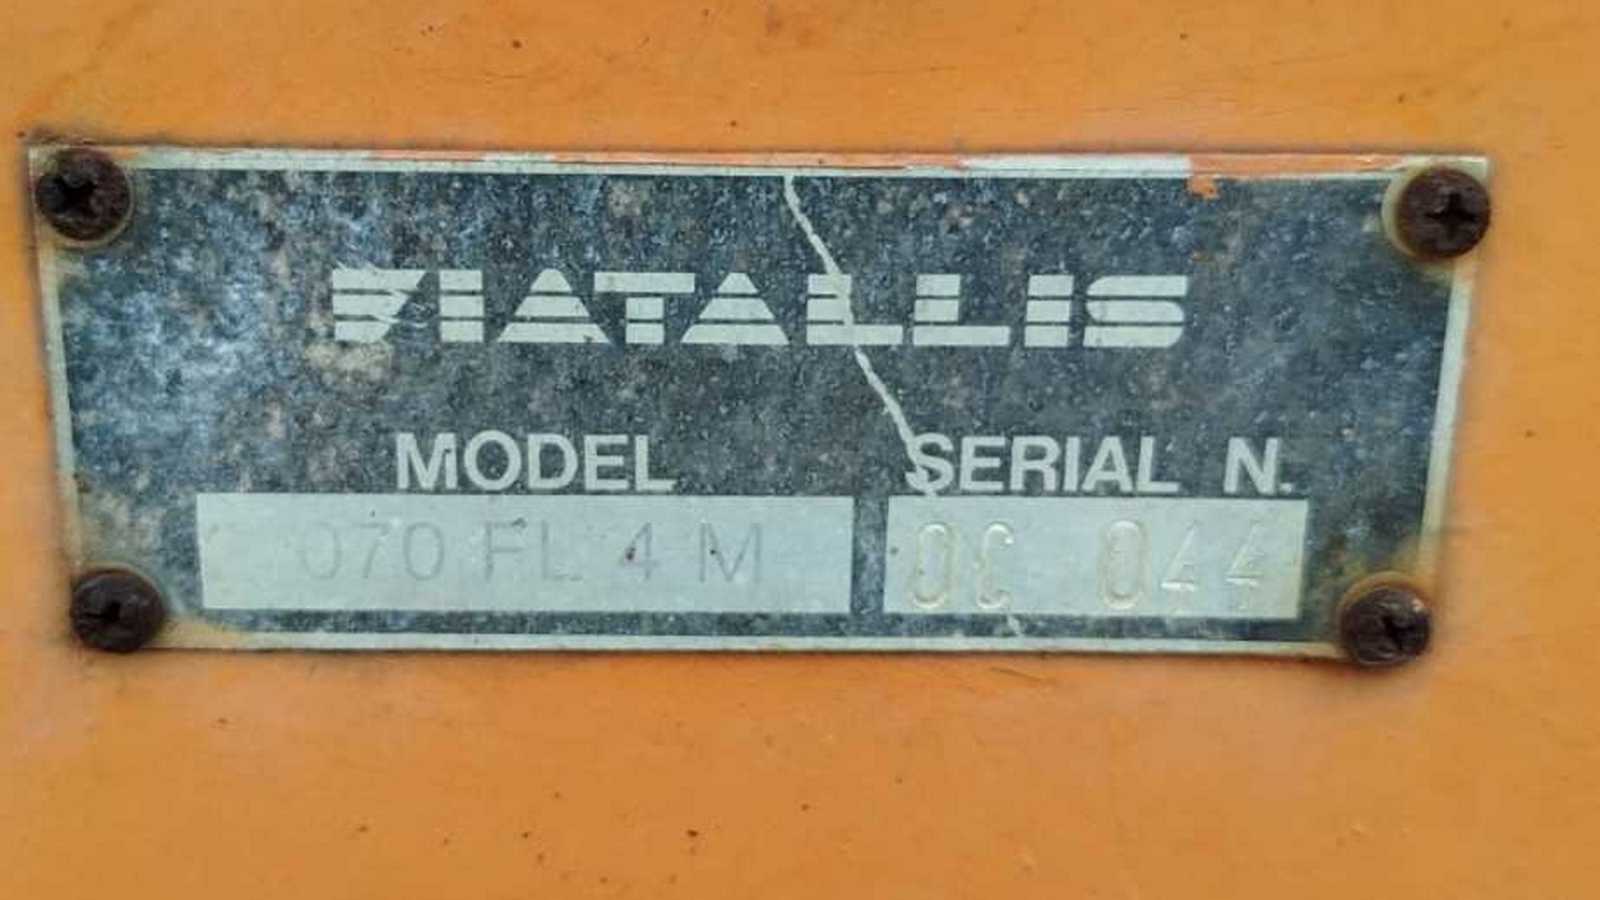 FIATALLIS
MODEL SERIAL N.
070 FL. 4 M 0C 044